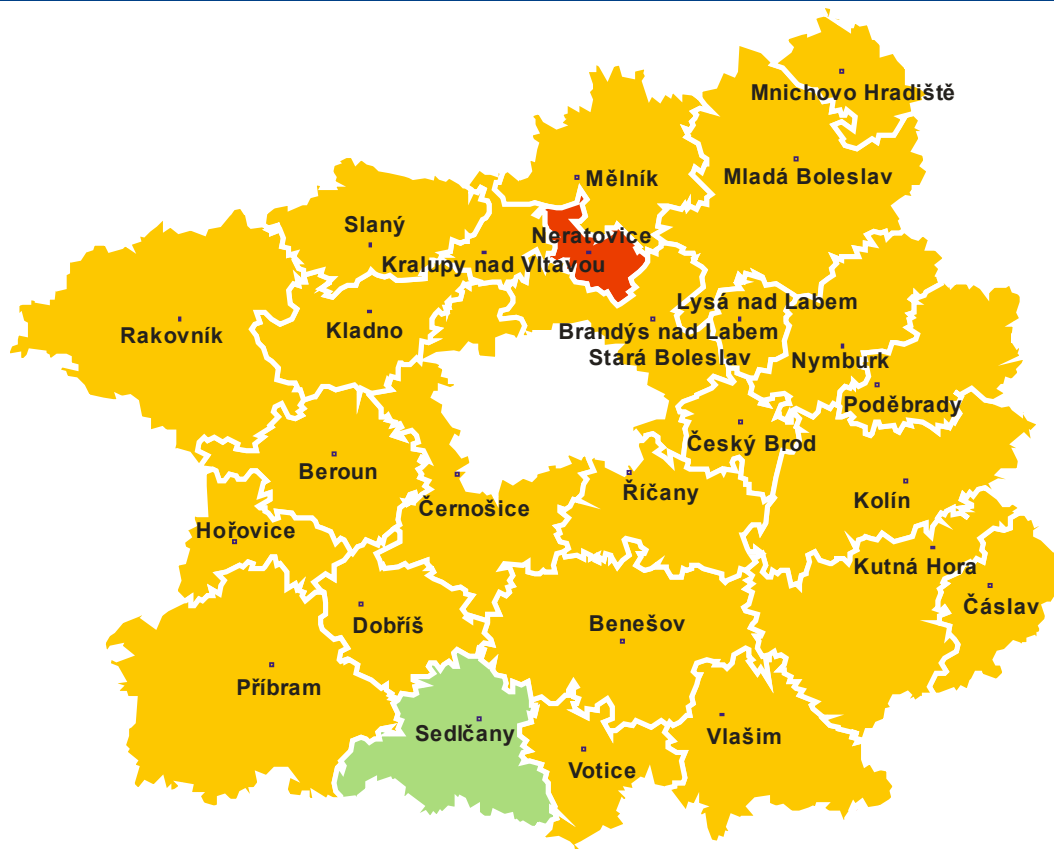 Mnichovo Hradiště
Mělník
Mladá Boleslav
Slaný
Neratovice
Kralupy nad Vltavou
Lysá nad Labem
Rakovník
Kladno
Brandýs nad Labem
Stará Boleslav
Nymburk
Poděbrady
Český Brod
Beroun
Černošice
Říčany
Kolín
Hořovice
Kutná Hora
Čáslav
Dobříš
Benešov
Příbram
Sedlčany
Vlašim
Votice